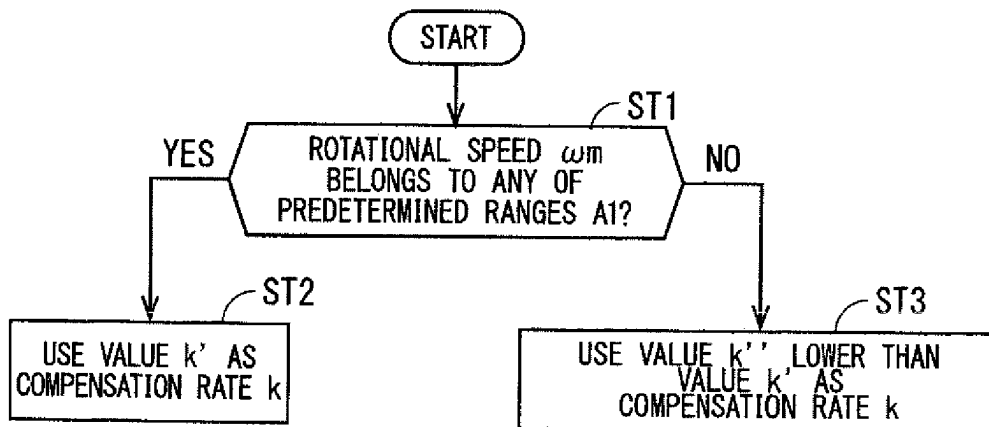 START
ST1
ROTATIONAL SPEED ωm
BELONGS TO ANY OF
PREDETERMINED RANGES A1?
YES
NO
ST2
USE VALUE k' AS
COMPENSATION RATE k
ST3
USE VALUE k'' LOWER THAN
VALUE k' AS
COMPENSATION RATE k